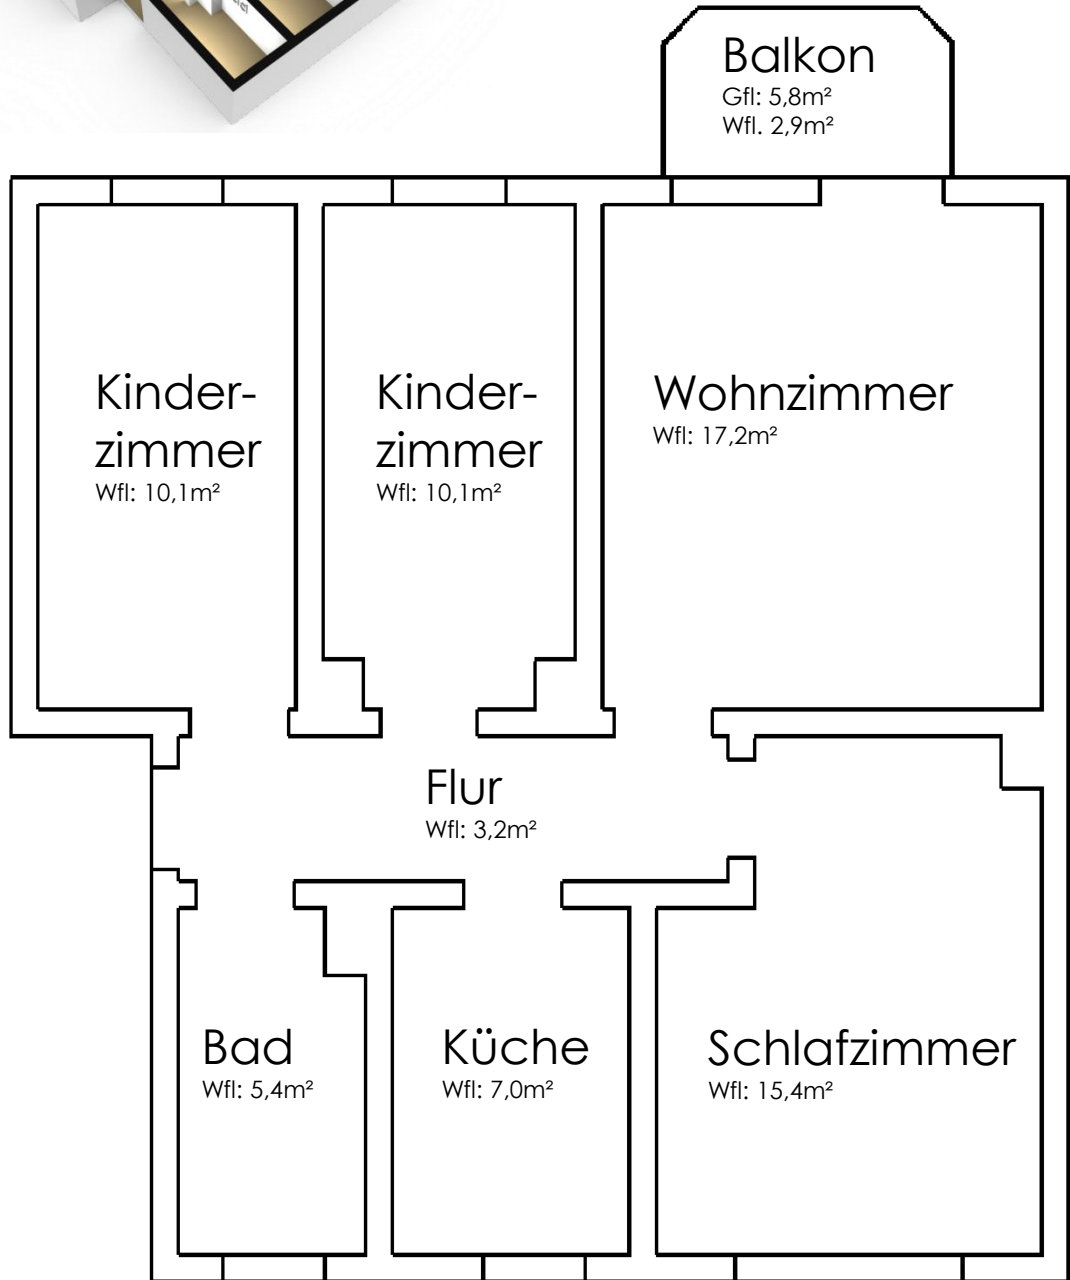 Balkon
Gfl: 5,8m²
Wfl. 2,9m²
Kinder-
zimmer
Wfl: 10,1m²
Kinder-
zimmer
Wfl: 10,1m²
Wohnzimmer
Wfl: 17,2m²
Flur
Wfl: 3,2m²
Bad
Wfl: 5,4m²
Küche
Wfl: 7,0m²
Schlafzimmer
Wfl: 15,4m²